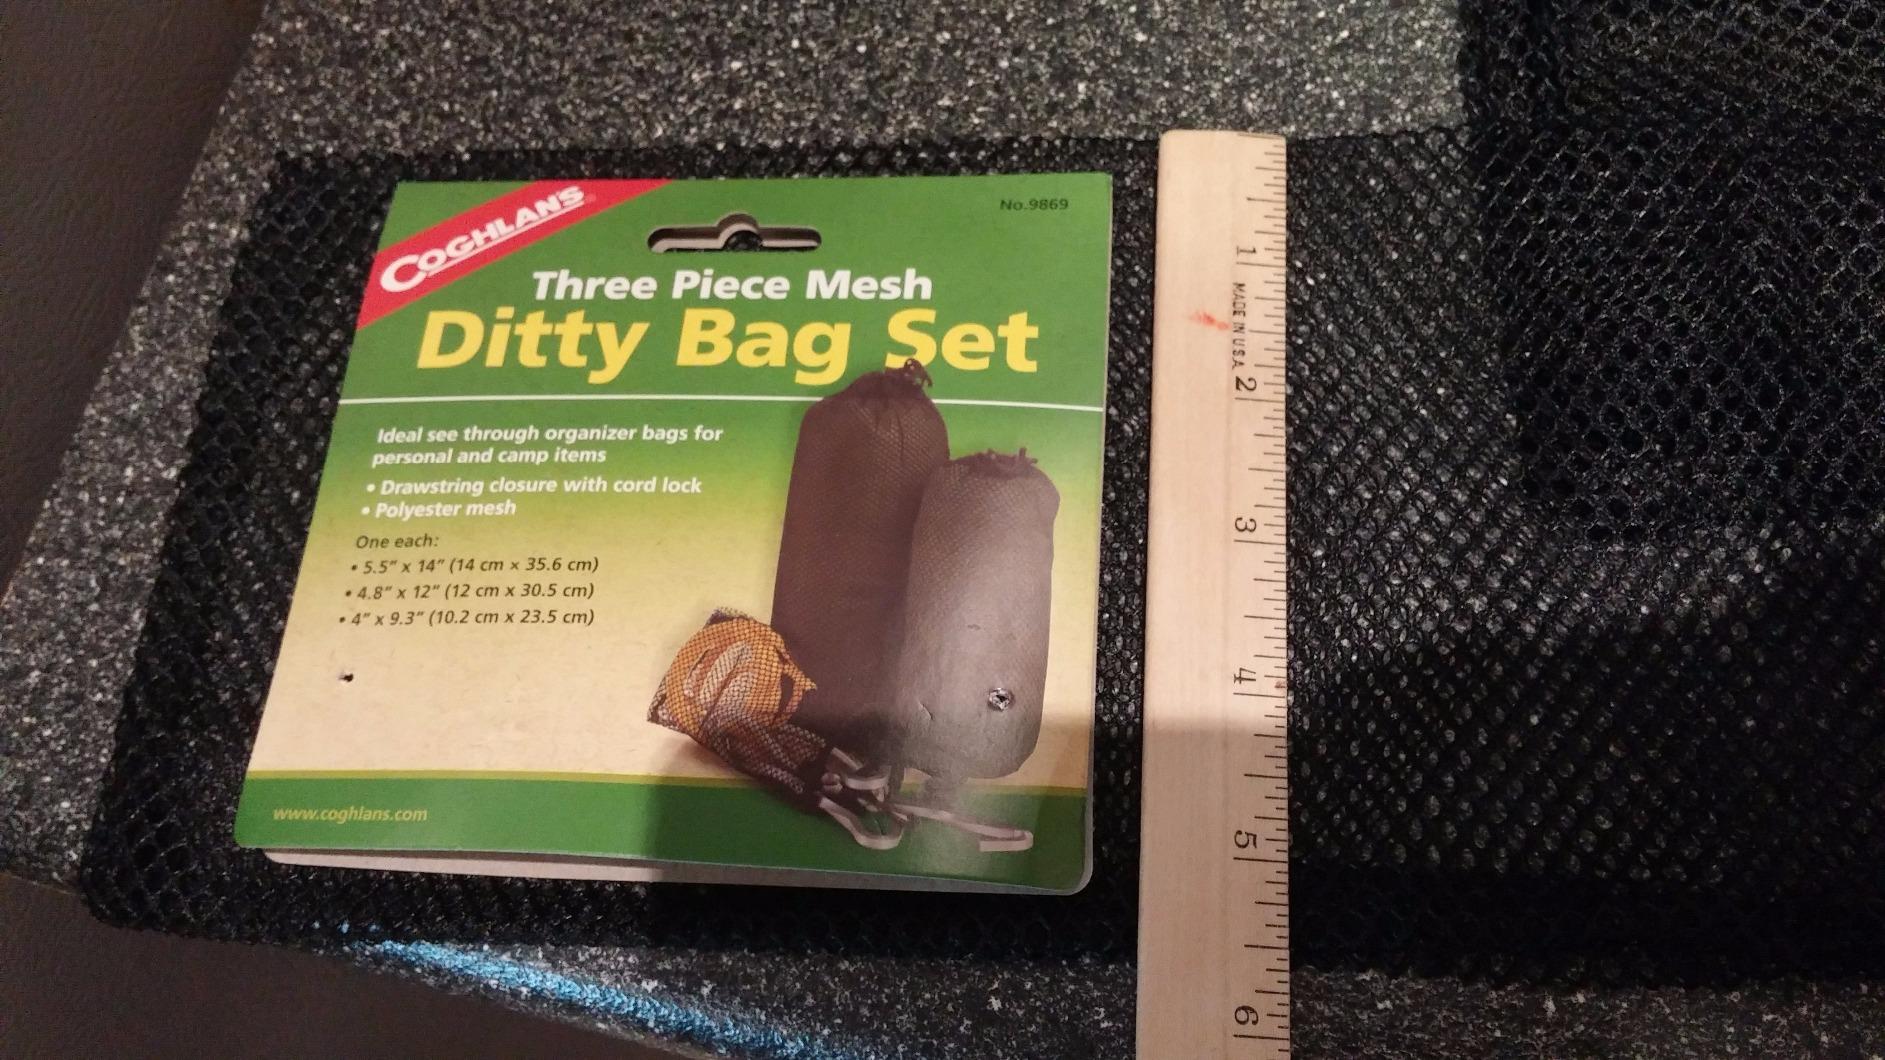 COGHLAN'S
No.9869
Three Piece Mesh
Ditty Bag Set
Ideal see through organizer bags for
personal and camp items
• Drawstring closure with cord lock
• Polyester mesh
One each:
• 5.5" x 14" (14 cm × 35.6 cm)
• 4.8" x 12" (12 cm x 30.5 cm)
• 4" x 9.3" (10.2 cm x 23.5 cm)
www.coghlans.com
1
MADE IN U.S.A.
2
3
4
5
6